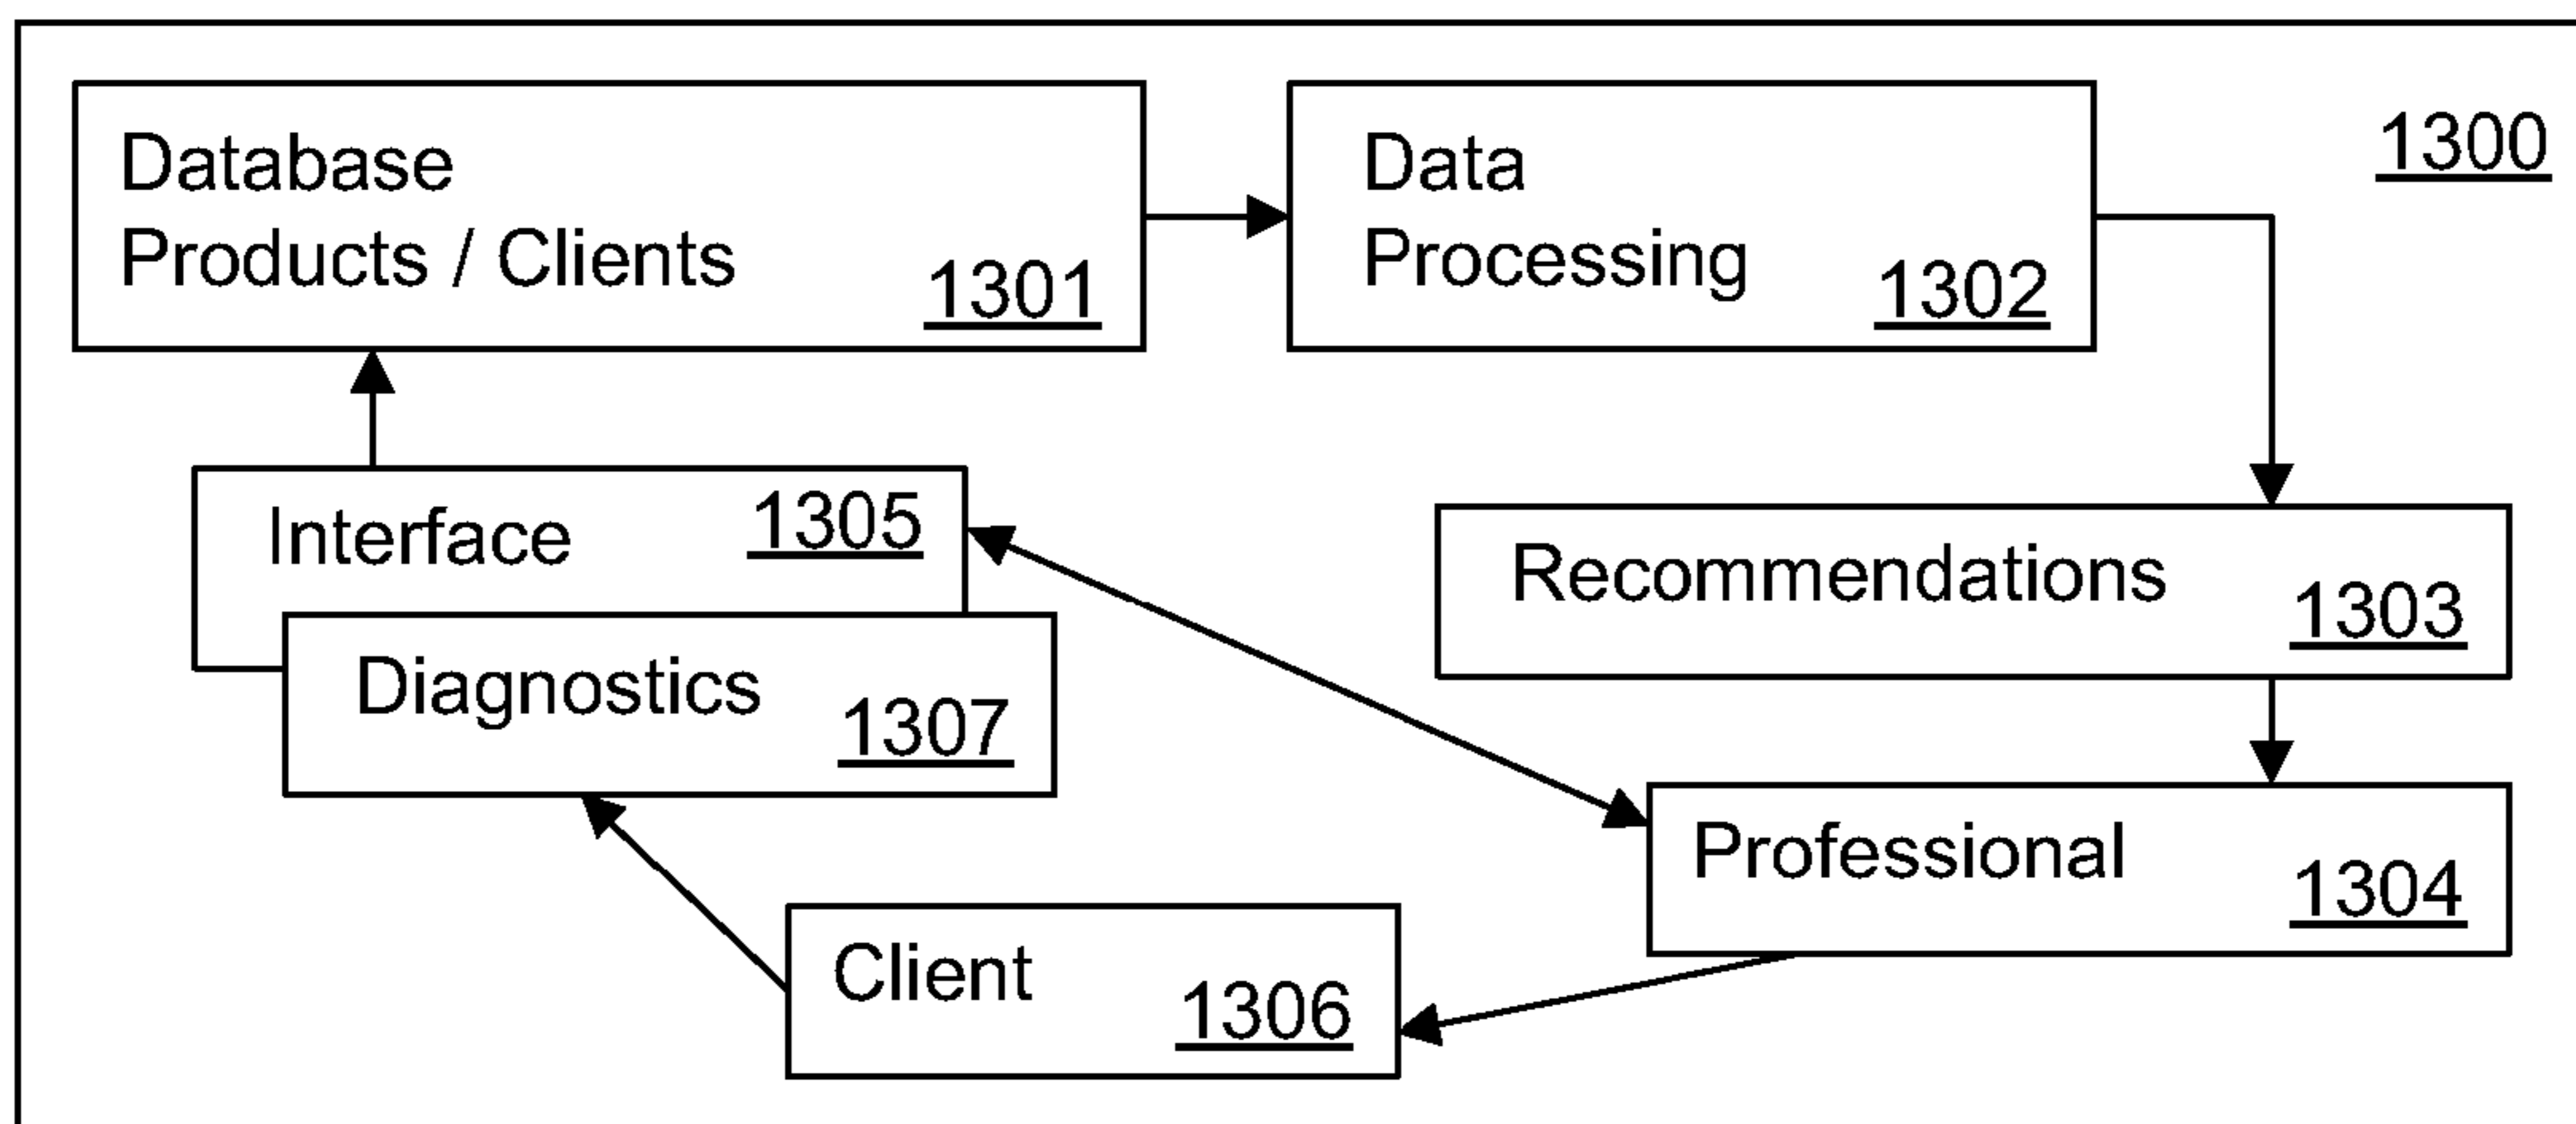 Database
Products / Clients
1301
Data
Processing
1302
1300
Interface
1305
Recommendations
1303
Diagnostics
1307
Professional
1304
Client
1306